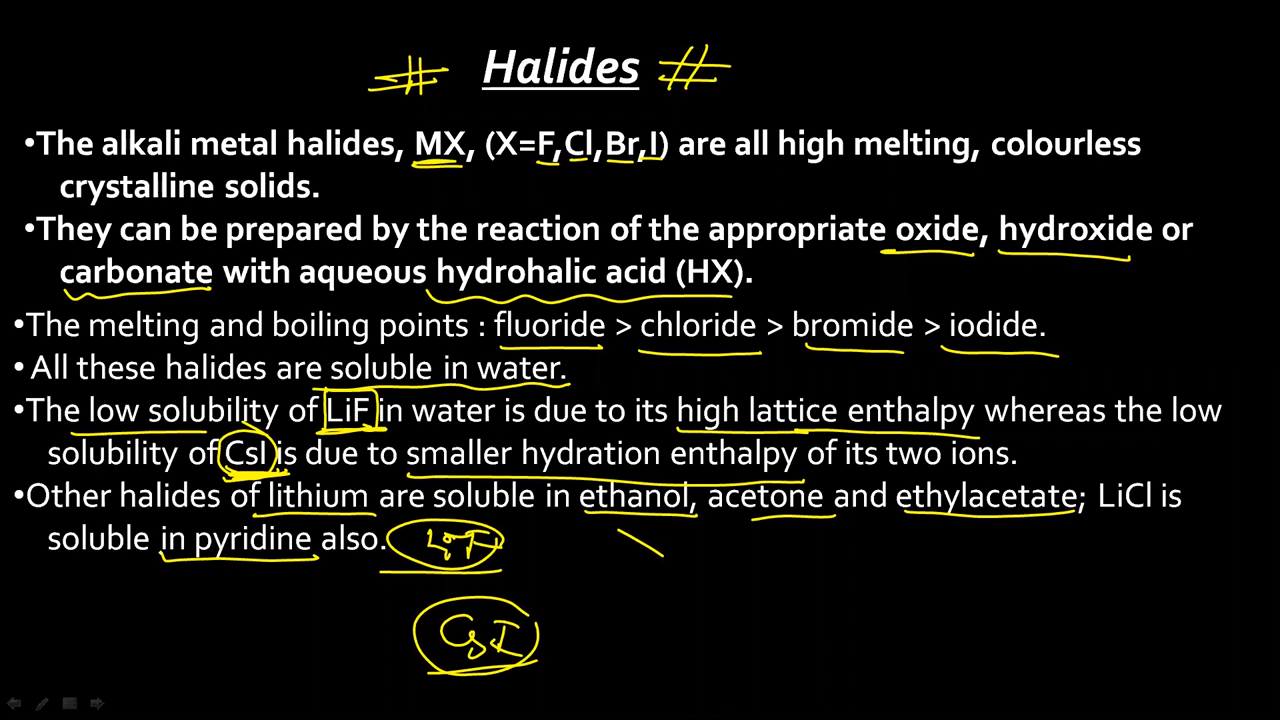 # Halides #
•The alkali metal halides, MX, (X=F,Cl,Br,I) are all high melting, colourless
crystalline solids.
•They can be prepared by the reaction of the appropriate oxide, hydroxide or
carbonate with aqueous hydrohalic acid (HX).
•The melting and boiling points : fluoride > chloride > bromide > iodide.
• All these halides are soluble in water.
•The low solubility of LiF in water is due to its high lattice enthalpy whereas the low
solubility of CsI is due to smaller hydration enthalpy of its two ions.
•Other halides of lithium are soluble in ethanol, acetone and ethylacetate; LiCl is
soluble in pyridine also.
CsI